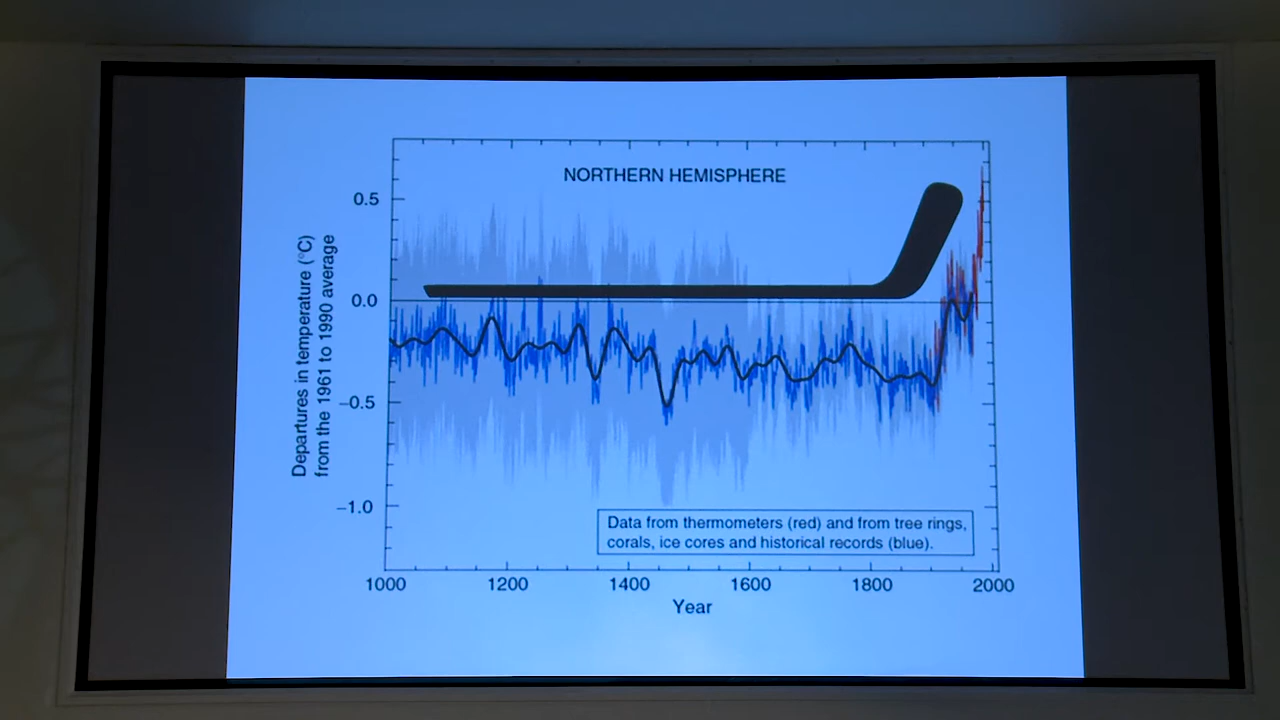 NORTHERN HEMISPHERE
0.5
0.0
−0.5
−1.0
Departures in temperature (°C)
from the 1961 to 1990 average
Data from thermometers (red) and from tree rings,
corals, ice cores and historical records (blue).
1000 1200 1400 1600 1800 2000
Year